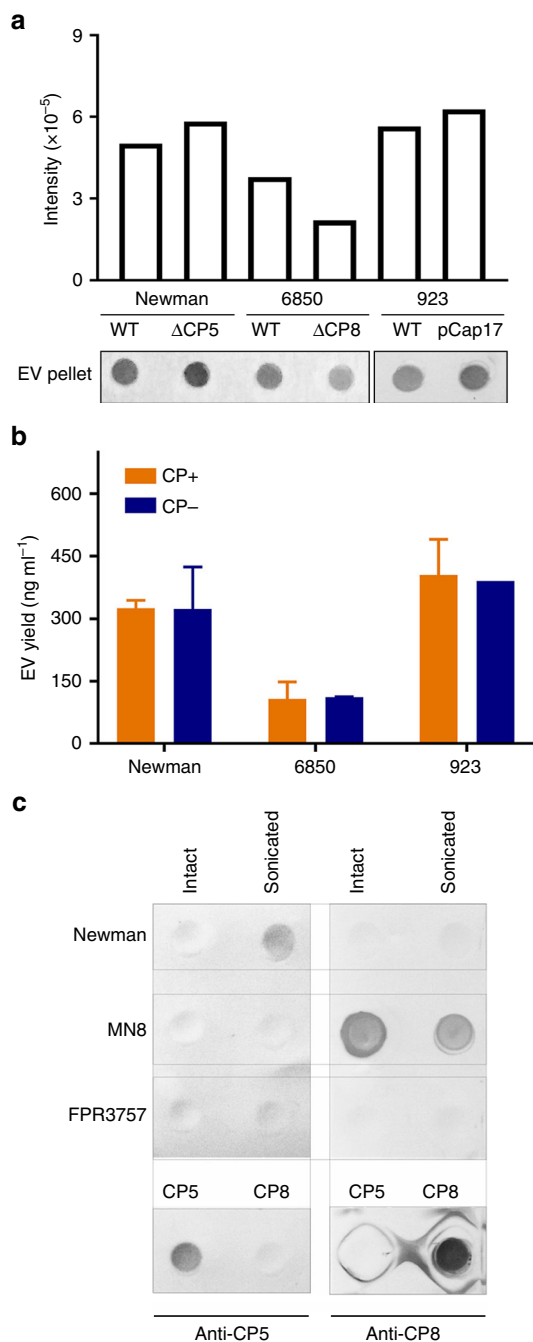 a
9
6
3
0
Intensity (×10⁻⁵)
Newman 6850 923
WT ΔCP5 WT ΔCP8 WT pCap17
EV pellet
b
CP+
CP−
600
450
300
150
0
EV yield (ng ml⁻¹)
Newman 6850 923
c
Intact Sonicated Intact Sonicated
Newman
MN8
FPR3757
CP5 CP8 CP5 CP8
Anti-CP5 Anti-CP8